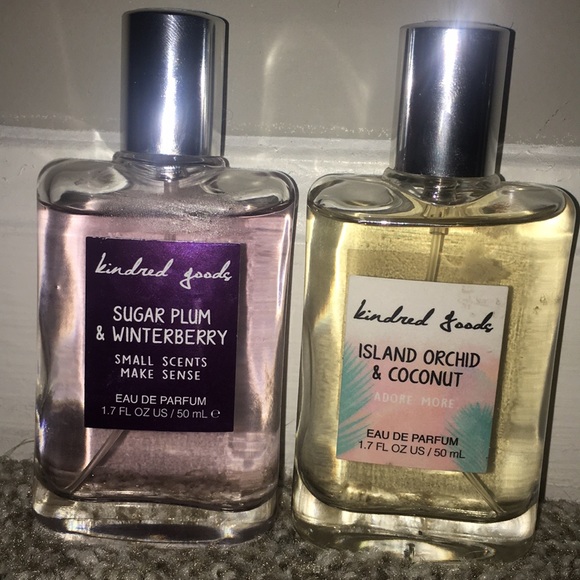 kindred goods
SUGAR PLUM
& WINTERBERRY
SMALL SCENTS
MAKE SENSE
EAU DE PARFUM
1.7 FL OZ US / 50 mL ℮
kindred goods
ISLAND ORCHID
& COCONUT
ADORE MORE
EAU DE PARFUM
1.7 FL OZ US / 50 mL